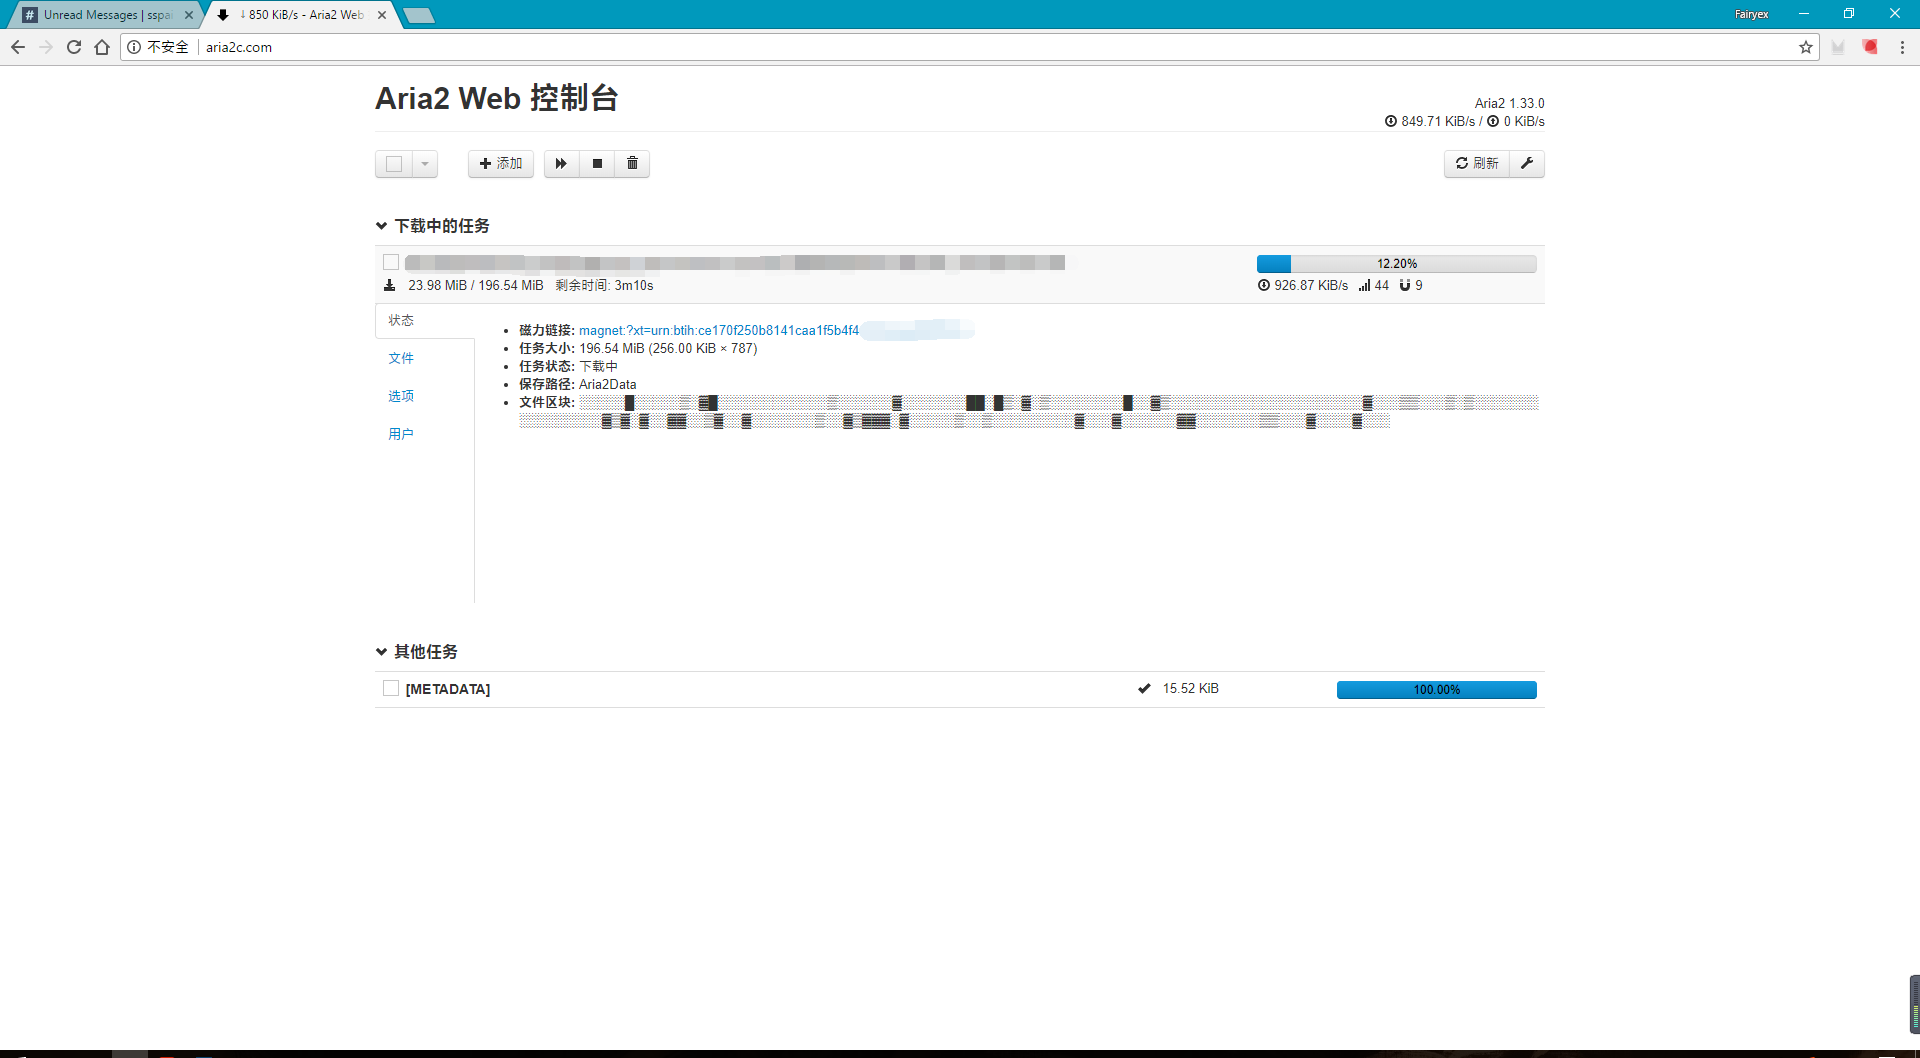 Unread Messages | sspai
↓ 850 KiB/s - Aria2 Web
Fairyex
不安全
aria2c.com
Aria2 Web 控制台
Aria2 1.33.0
849.71 KiB/s / 0 KiB/s
添加
刷新
下载中的任务
12.20%
23.98 MiB / 196.54 MiB 剩余时间: 3m10s
926.87 KiB/s 44 9
状态
文件
选项
用户
磁力链接: magnet:?xt=urn:btih:ce170f250b8141caa1f5b4f4
任务大小: 196.54 MiB (256.00 KiB × 787)
任务状态: 下载中
保存路径: Aria2Data
文件区块:
其他任务
[METADATA] 15.52 KiB 100.00%